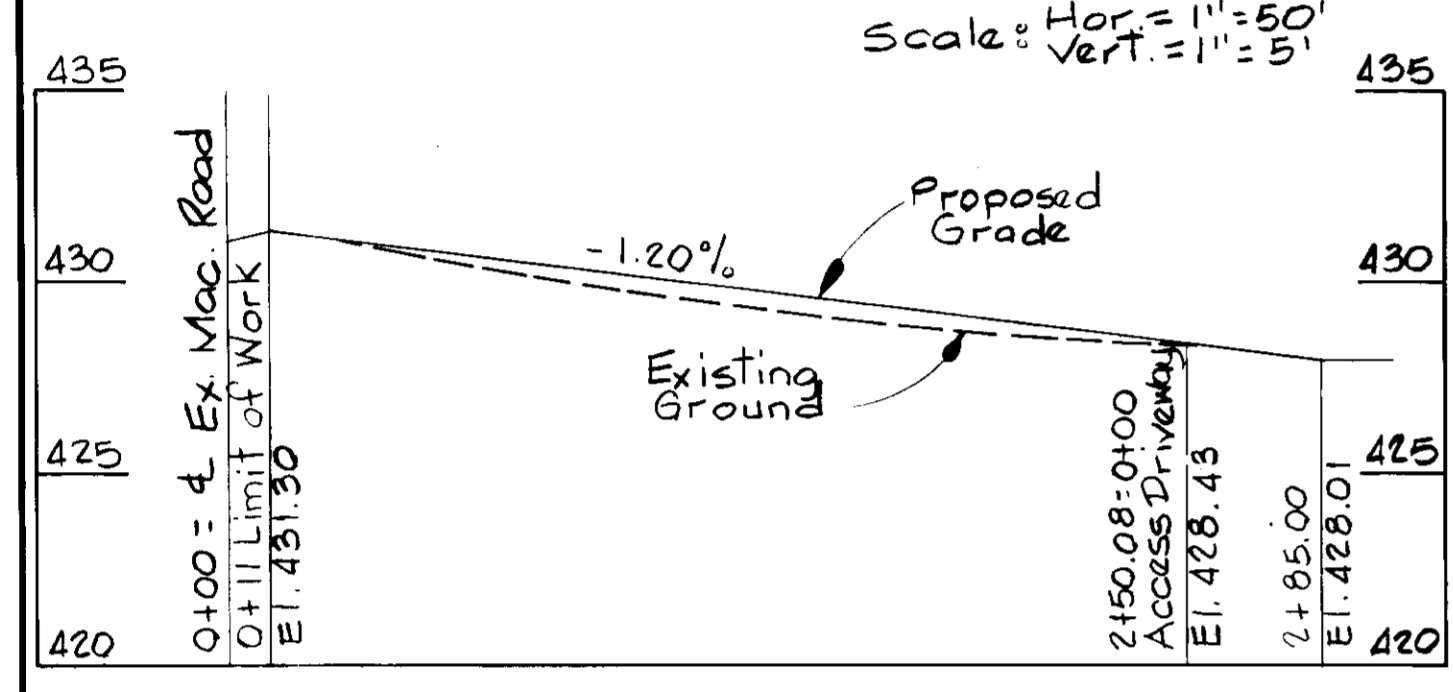 Scale: Hor. = 1" = 50'
Vert. = 1" = 5'
435
435
430
430
425
425
420
420
0+00 = ℄ Ex. Mac. Road
0+11 Limit of Work
El. 431.30
-1.20%
Proposed
Grade
Existing
Ground
2+50.08=0+00
Access Driveway
El. 428.43
2+85.00
El. 428.01